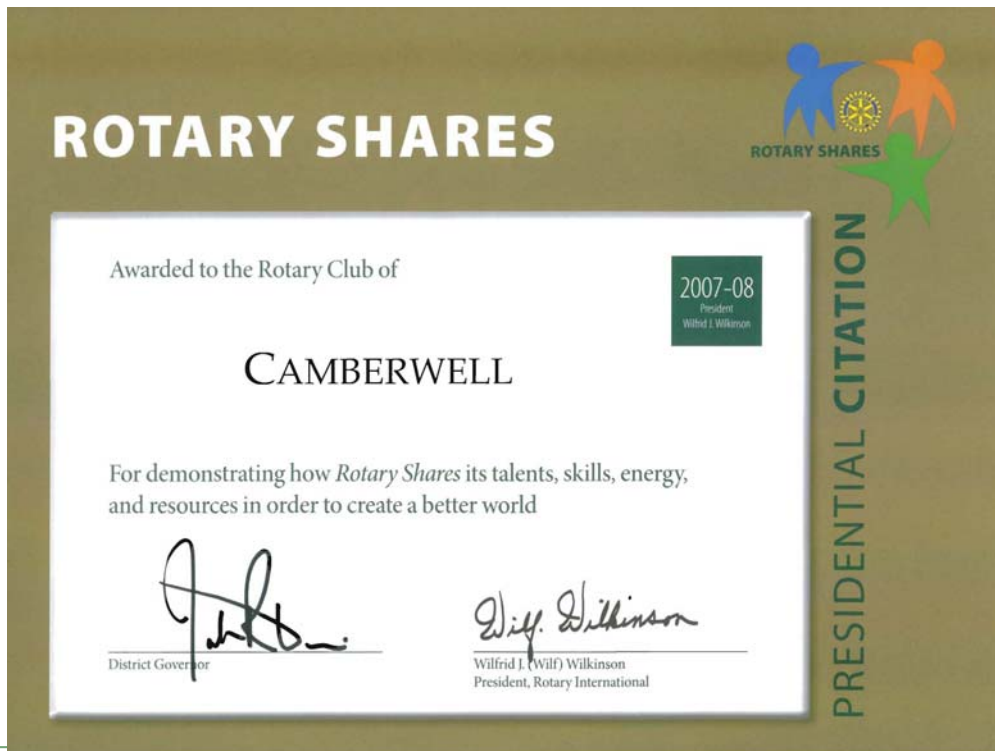 ROTARY SHARES
ROTARY SHARES
Awarded to the Rotary Club of
2007-08
President
Wilfrid J. Wilkinson
CAMBERWELL
For demonstrating how Rotary Shares its talents, skills, energy,
and resources in order to create a better world
Wilf. Wilkinson
District Governor
Wilfrid J. (Wilf) Wilkinson
President, Rotary International
PRESIDENTIAL CITATION